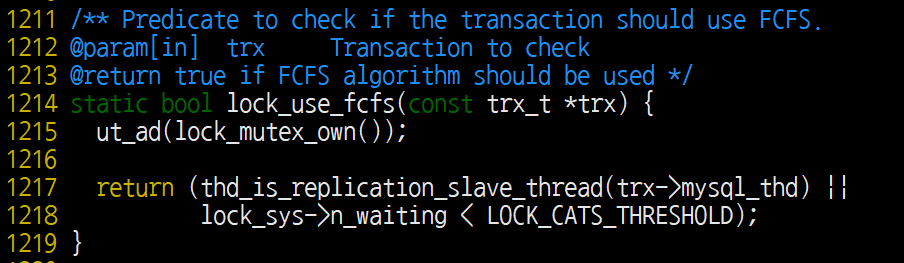 1211 /** Predicate to check if the transaction should use FCFS.
1212 @param[in]  trx     Transaction to check
1213 @return true if FCFS algorithm should be used */
1214 static bool lock_use_fcfs(const trx_t *trx) {
1215   ut_ad(lock_mutex_own());
1216
1217   return (thd_is_replication_slave_thread(trx->mysql_thd) ||
1218           lock_sys->n_waiting < LOCK_CATS_THRESHOLD);
1219 }